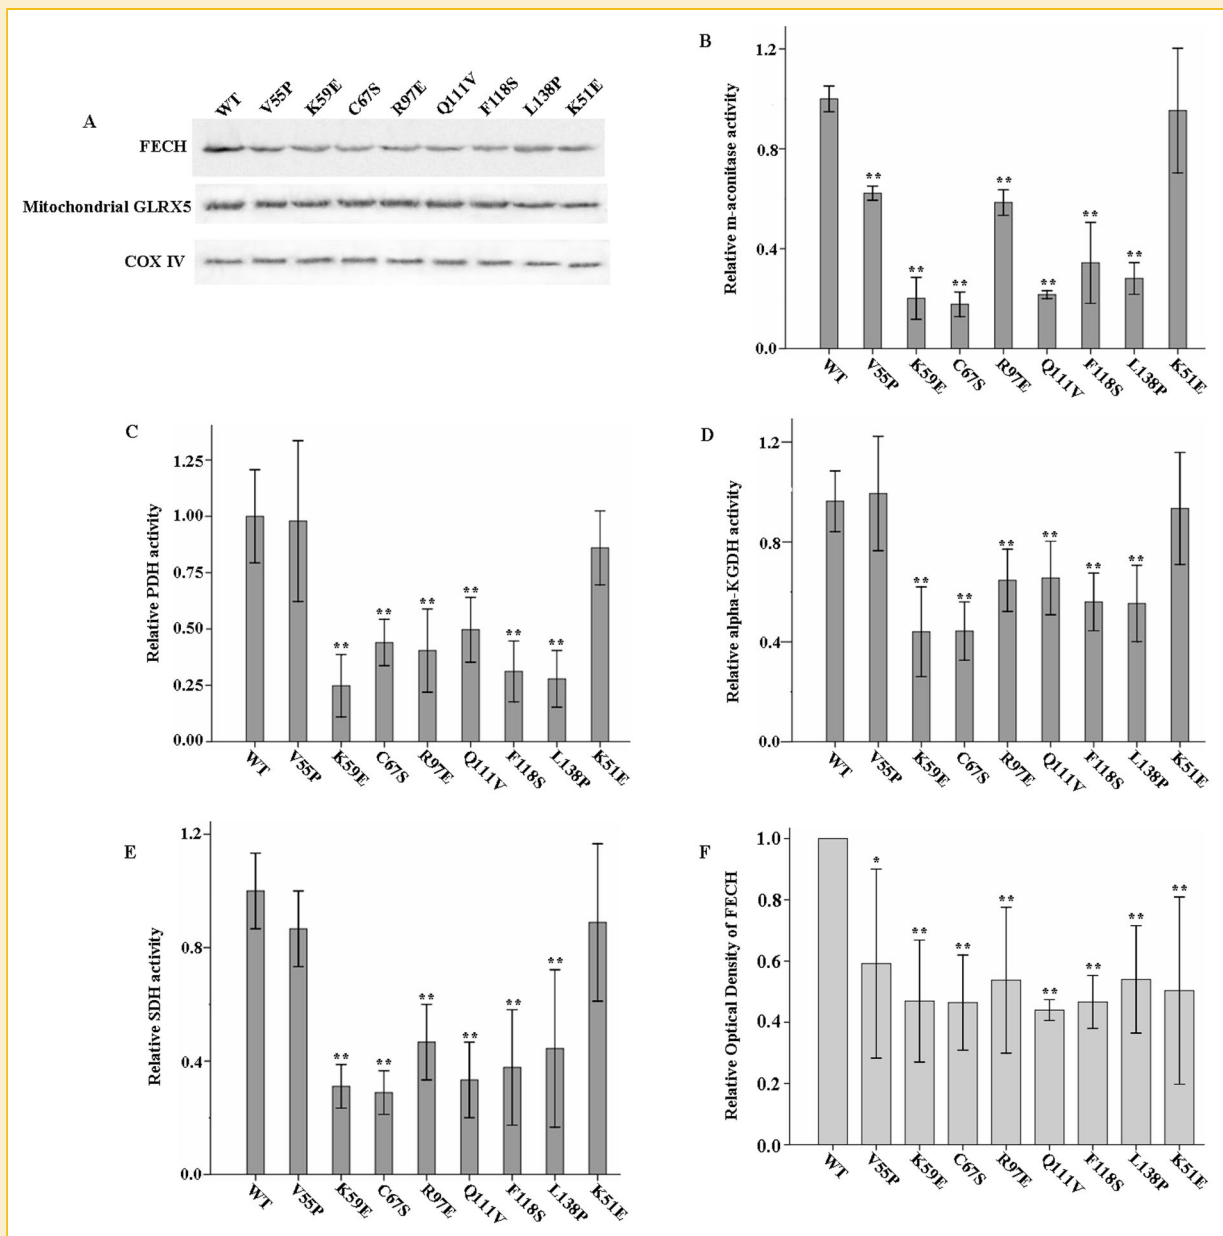 A
WT V55P K59E C67S R97E Q111V F118S L138P K51E
FECH
Mitochondrial GLRX5
COX IV
B
Relative m-aconitase activity
1.2
0.8
0.4
0.0
** ** ** ** ** ** **
WT V55P K59E C67S R97E Q111V F118S L138P K51E
C
Relative PDH activity
1.25
1.00
0.75
0.50
0.25
0.00
** ** ** ** ** **
WT V55P K59E C67S R97E Q111V F118S L138P K51E
D
Relative alpha-KGDH activity
1.2
0.8
0.4
0.0
** ** ** ** ** **
WT V55P K59E C67S R97E Q111V F118S L138P K51E
E
Relative SDH activity
1.2
0.8
0.4
0.0
** ** ** ** ** **
WT V55P K59E C67S R97E Q111V F118S L138P K51E
F
Relative Optical Density of FECH
1.0
0.8
0.6
0.4
0.2
0.0
* ** ** ** ** ** ** **
WT V55P K59E C67S R97E Q111V F118S L138P K51E